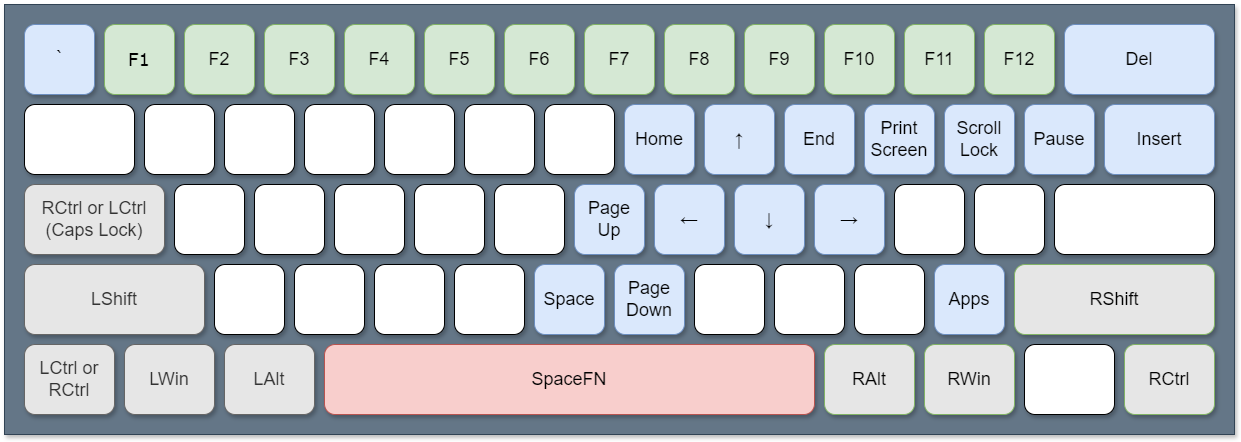 `
F1
F2
F3
F4
F5
F6
F7
F8
F9
F10
F11
F12
Del
Home
↑
End
Print
Screen
Scroll
Lock
Pause
Insert
RCtrl or LCtrl
(Caps Lock)
Page
Up
←
↓
→
LShift
Space
Page
Down
Apps
RShift
LCtrl or
RCtrl
LWin
LAlt
SpaceFN
RAlt
RWin
RCtrl